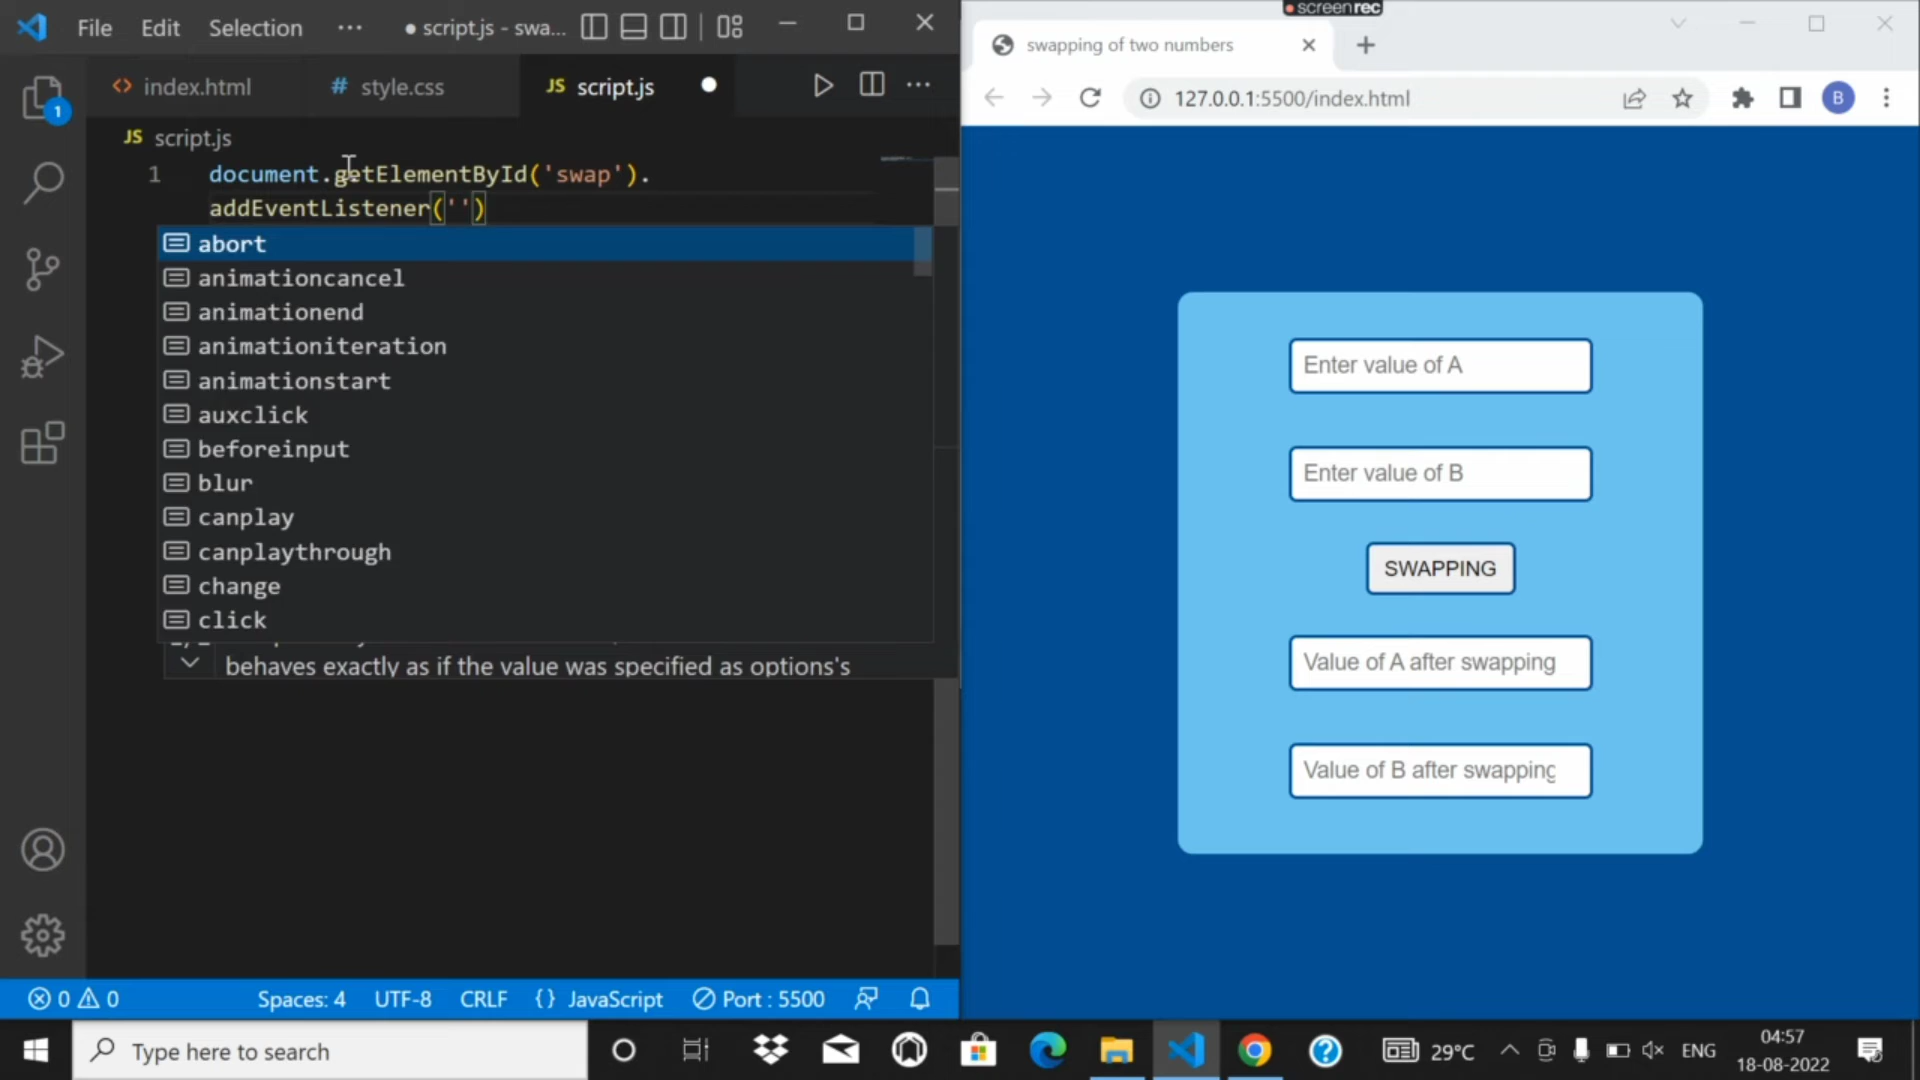 File Edit Selection ··· ● script.js - swa...
index.html
# style.css
JS script.js
JS script.js
1 document.getElementById('swap').
addEventListener('')
abort
animationcancel
animationend
animationiteration
animationstart
auxclick
beforeinput
blur
canplay
canplaythrough
change
click
behaves exactly as if the value was specified as options's
1
0 0 Spaces: 4 UTF-8 CRLF {} JavaScript Port : 5500
screenrec
swapping of two numbers
127.0.0.1:5500/index.html
B
Enter value of A
Enter value of B
SWAPPING
Value of A after swapping
Value of B after swapping
Type here to search
29°C
ENG
04:57
18-08-2022